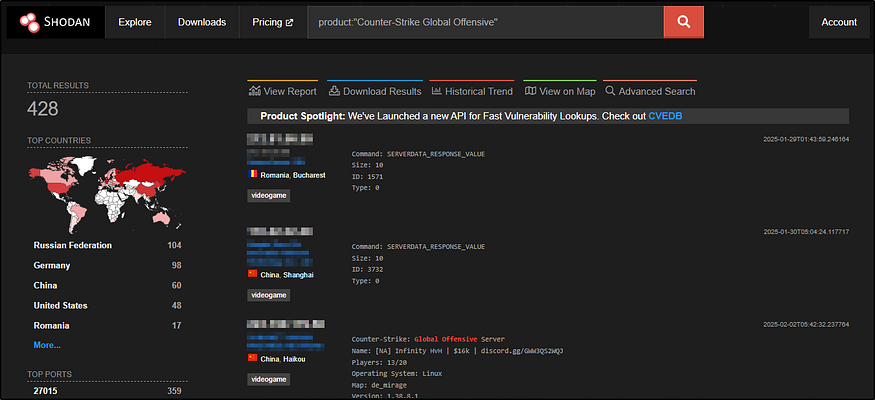 SHODAN Explore Downloads Pricing product:"Counter-Strike Global Offensive" Account
TOTAL RESULTS
428
TOP COUNTRIES
Russian Federation 104
Germany 98
China 60
United States 48
Romania 17
More...
TOP PORTS
27015 359
View Report Download Results Historical Trend View on Map Advanced Search
Product Spotlight: We've Launched a new API for Fast Vulnerability Lookups. Check out CVEDB
2025-01-29T01:43:59.246164
Romania, Bucharest
videogame
Command: SERVERDATA_RESPONSE_VALUE
Size: 10
ID: 1571
Type: 0
2025-01-30T05:04:24.117717
China, Shanghai
videogame
Command: SERVERDATA_RESPONSE_VALUE
Size: 10
ID: 3732
Type: 0
2025-02-02T05:42:32.237764
China, Haikou
videogame
Counter-Strike: Global Offensive Server
Name: [NA] Infinity HvH | $16k | discord.gg/GWW3QS2WQJ
Players: 13/20
Operating System: Linux
Map: de_mirage
Version: 1.38.8.1